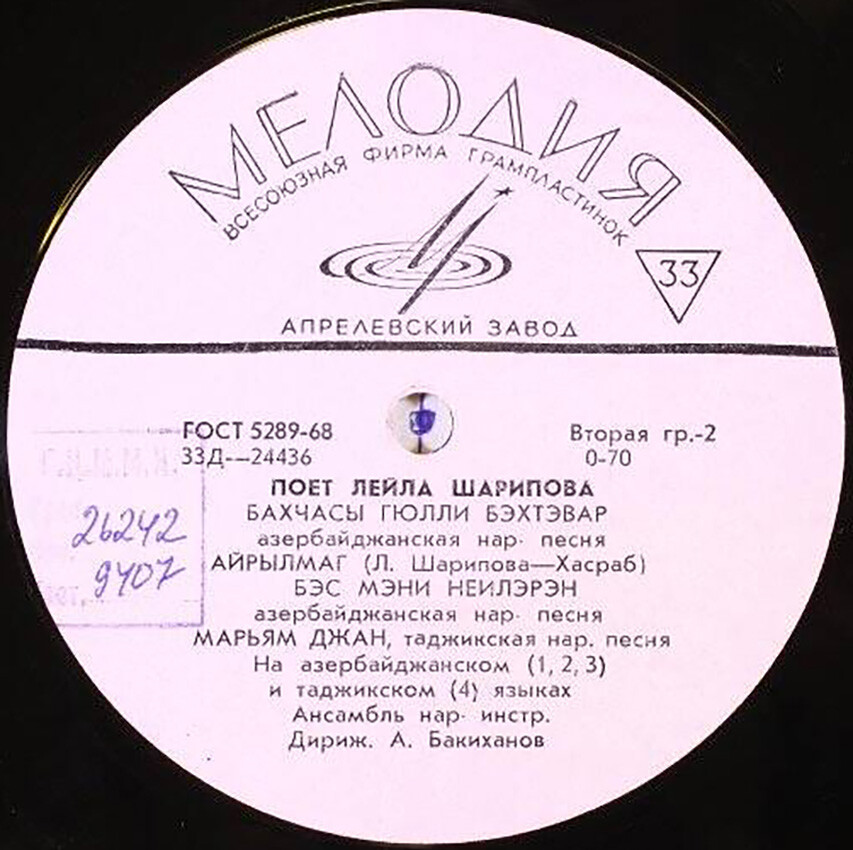 МЕЛОДИЯ
ВСЕСОЮЗНАЯ ФИРМА ГРАМПЛАСТИНОК
33
АПРЕЛЕВСКИЙ ЗАВОД
ГОСТ 5289-68 Вторая гр.-2
33Д—24436 0-70
ПОЕТ ЛЕЙЛА ШАРИПОВА
БАХЧАСЫ ГЮЛЛИ БЭХТЭВАР
азербайджанская нар. песня
АЙРЫЛМАГ (Л. Шарипова—Хасраб)
БЭС МЭНИ НЕИЛЭРЭН
азербайджанская нар. песня
МАРЬЯМ ДЖАН, таджикская нар. песня
На азербайджанском (1, 2, 3)
и таджикском (4) языках
Ансамбль нар. инстр.
Дириж. А. Бакиханов
26242
9407